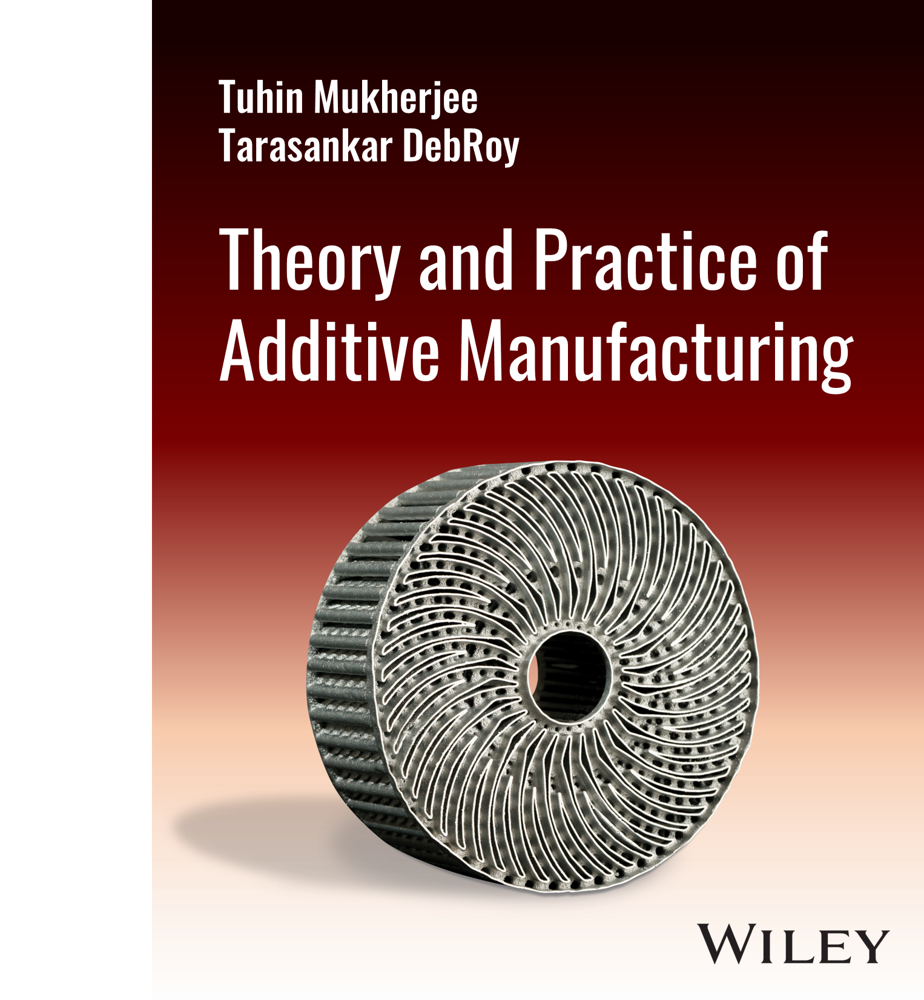 Tuhin Mukherjee
Tarasankar DebRoy
Theory and Practice of
Additive Manufacturing
WILEY